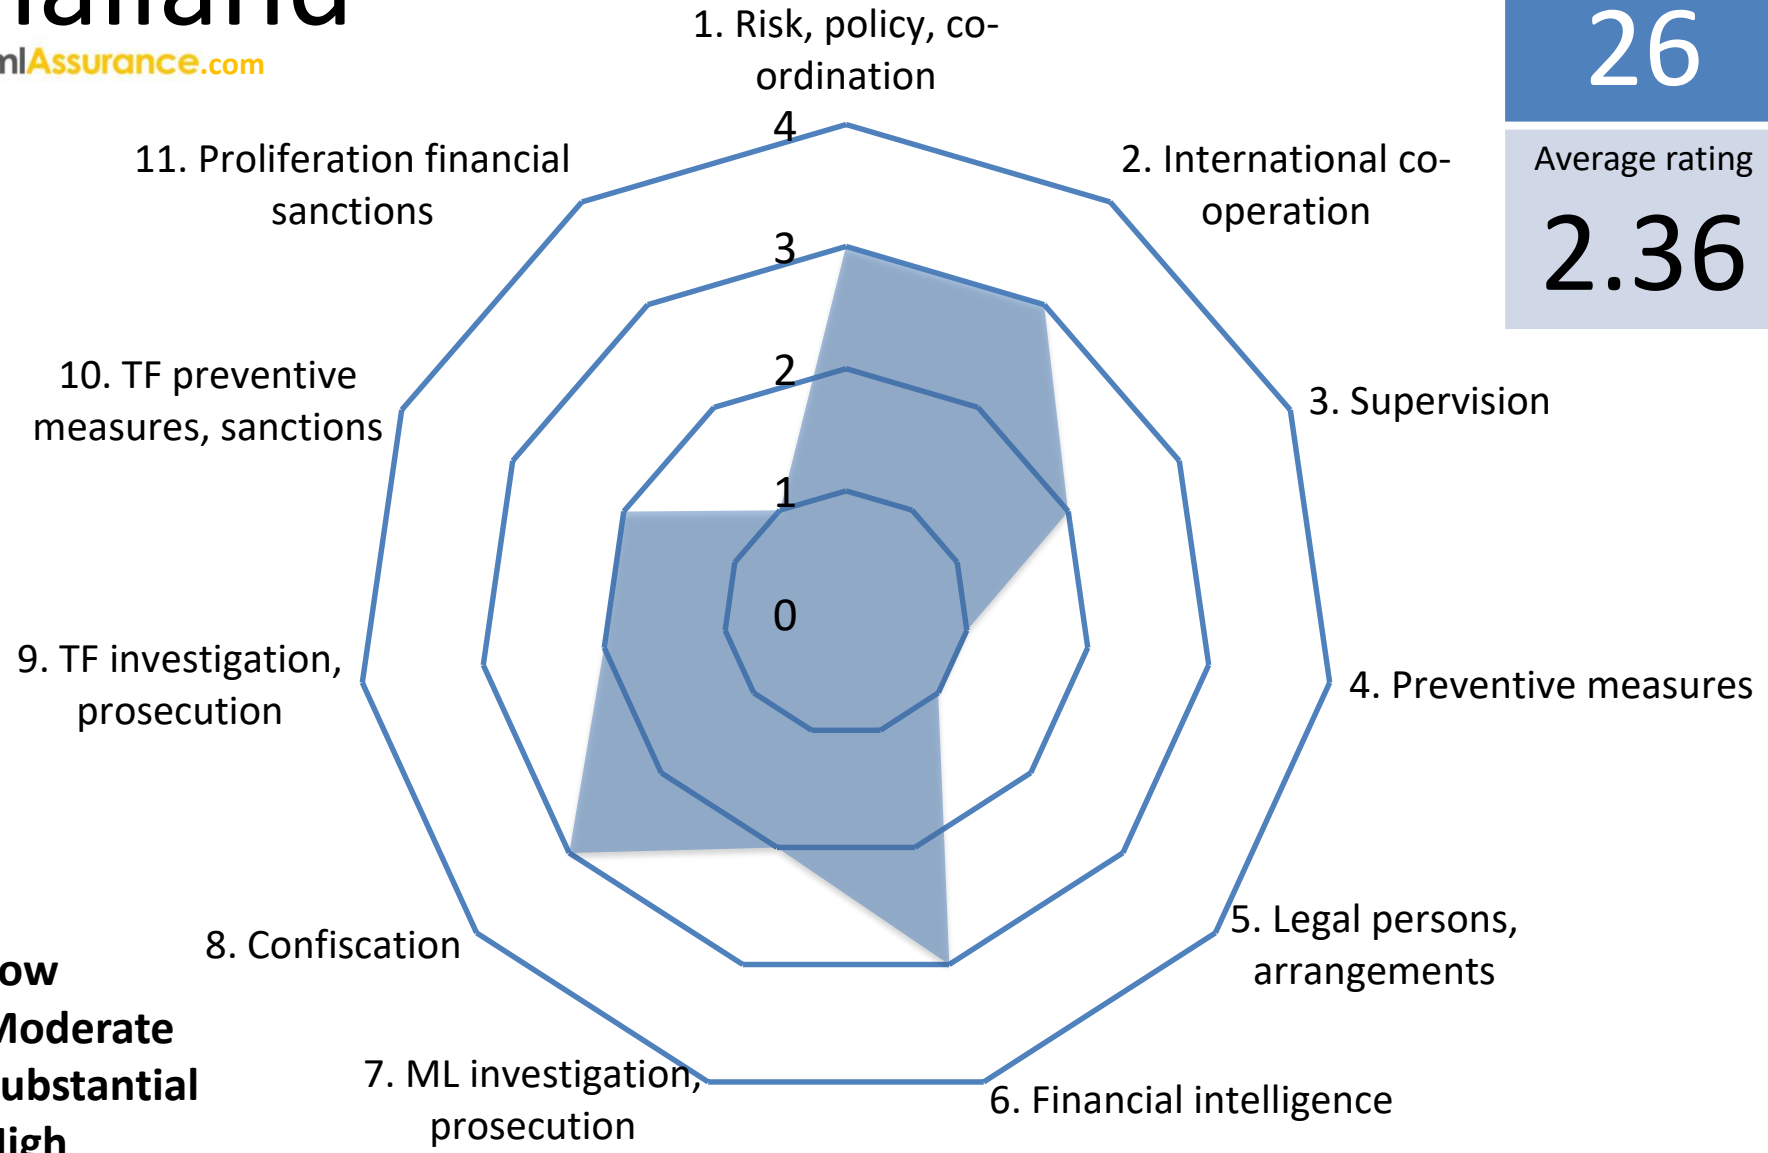 mlAssurance.com
1. Risk, policy, co-
ordination
26
4
11. Proliferation financial
sanctions
2. International co-
operation
Average rating
2.36
3
10. TF preventive
measures, sanctions
2
3. Supervision
1
0
9. TF investigation,
prosecution
4. Preventive measures
8. Confiscation
5. Legal persons,
arrangements
ow
Moderate
ubstantial
7. ML investigation,
prosecution
6. Financial intelligence